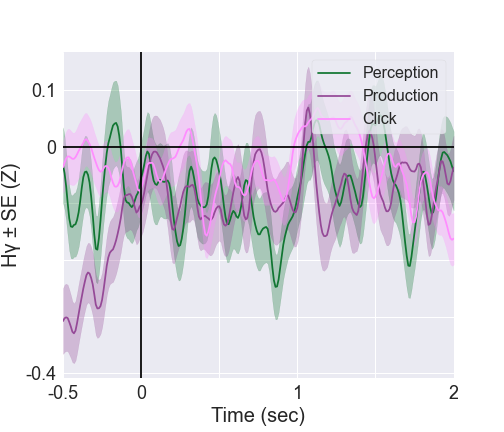 Perception
Production
Click
0.1
0
-0.4
Hγ ± SE (Z)
-0.5
0
1
2
Time (sec)